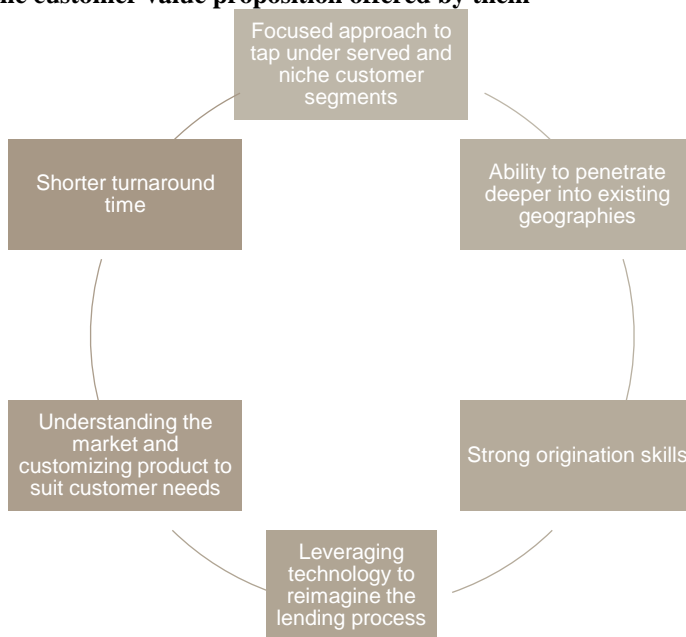 he customer value proposition offered by them
Focused approach to
tap under served and
niche customer
segments
Ability to penetrate
deeper into existing
geographies
Strong origination skills
Leveraging
technology to
reimagine the
lending process
Understanding the
market and
customizing product to
suit customer needs
Shorter turnaround
time